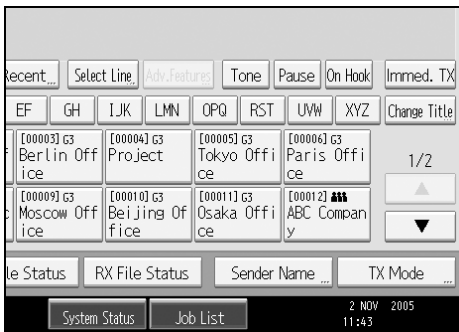 Recent Select Line Adv.Features Tone Pause On Hook Immed. TX
EF GH IJK LMN OPQ RST UVW XYZ Change Title
[00003] G3 [00004] G3 [00005] G3 [00006] G3
Berlin Off Project Tokyo Offi Paris Offi 1/2
ice ce ce
[00009] G3 [00010] G3 [00011] G3 [00012]
Moscow Off Beijing Of Osaka Offi ABC Compan
ice fice ce y
le Status RX File Status Sender Name TX Mode
System Status Job List 2 NOV 2005
11:43